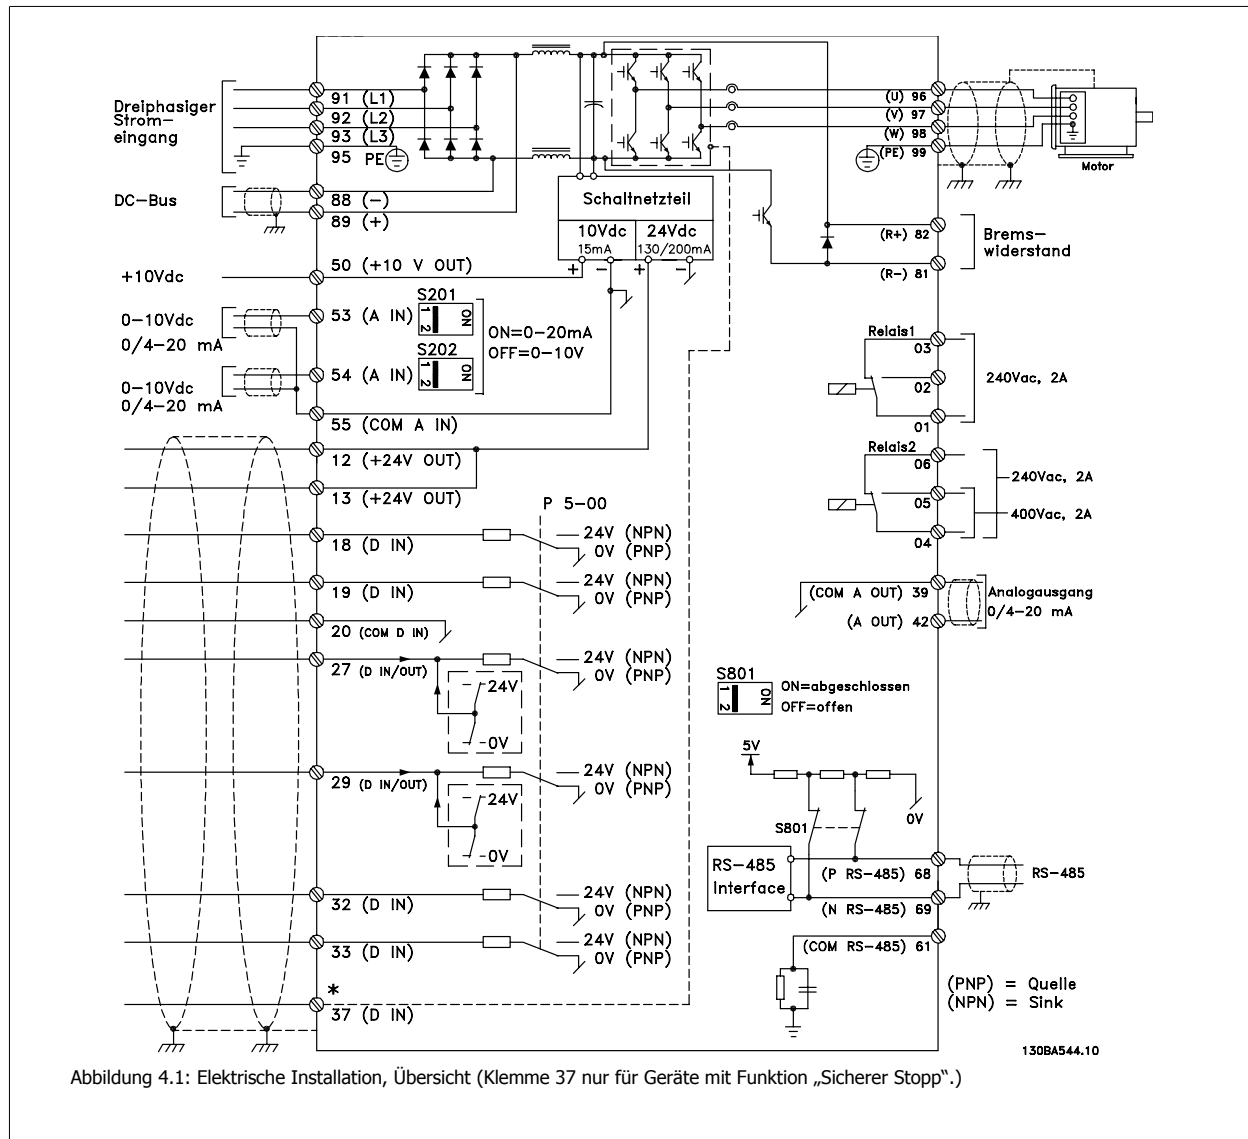 Dreiphasiger
Strom-
eingang
91 (L1)
92 (L2)
93 (L3)
95 PE
DC-Bus
88 (-)
89 (+)
+10Vdc
50 (+10 V OUT)
0-10Vdc
0/4-20 mA
53 (A IN)
S201
1 2
ON
ON=0-20mA
OFF=0-10V
S202
1 2
ON
0-10Vdc
0/4-20 mA
54 (A IN)
55 (COM A IN)
12 (+24V OUT)
13 (+24V OUT)
Schaltnetzteil
10Vdc
15mA
24Vdc
130/200mA
+ - + -
P 5-00
18 (D IN)
24V (NPN)
0V (PNP)
19 (D IN)
24V (NPN)
0V (PNP)
20 (COM D IN)
27 (D IN/OUT)
24V (NPN)
0V (PNP)
24V
0V
29 (D IN/OUT)
24V (NPN)
0V (PNP)
24V
0V
32 (D IN)
24V (NPN)
0V (PNP)
33 (D IN)
24V (NPN)
0V (PNP)
*
37 (D IN)
(U) 96
(V) 97
(W) 98
(PE) 99
Motor
(R+) 82
(R-) 81
Brems-
widerstand
Relais1
03
02
01
240Vac, 2A
Relais2
06
05
04
240Vac, 2A
400Vac, 2A
(COM A OUT) 39
(A OUT) 42
Analogausgang
0/4-20 mA
S801
1 2
ON
ON=abgeschlossen
OFF=offen
5V
S801
0V
RS-485
Interface
(P RS-485) 68
(N RS-485) 69
RS-485
(COM RS-485) 61
(PNP) = Quelle
(NPN) = Sink
130BA544.10
Abbildung 4.1: Elektrische Installation, Übersicht (Klemme 37 nur für Geräte mit Funktion „Sicherer Stopp“.)